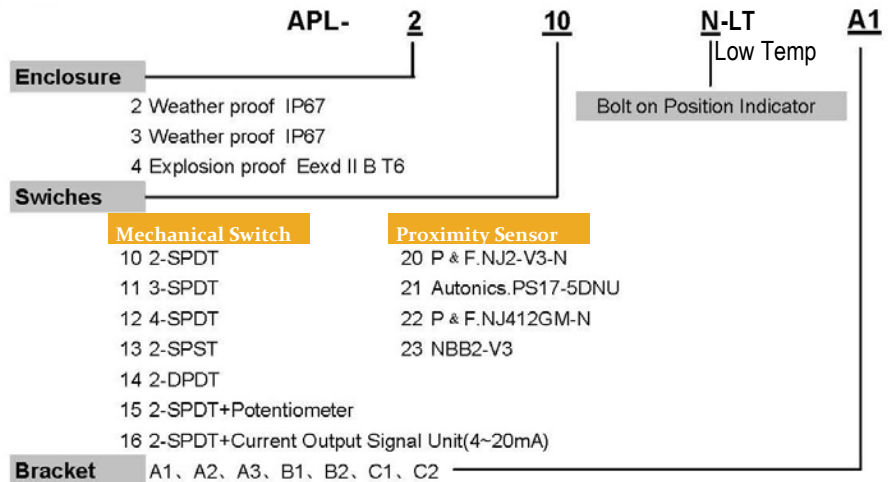 APL- 2 10 N-LT A1
Low Temp
Enclosure
2 Weather proof IP67
Bolt on Position Indicator
3 Weather proof IP67
4 Explosion proof Eexd II B T6
Swiches
Mechanical Switch Proximity Sensor
10 2-SPDT 20 P & F.NJ2-V3-N
11 3-SPDT 21 Autonics.PS17-5DNU
12 4-SPDT 22 P & F.NJ412GM-N
13 2-SPST 23 NBB2-V3
14 2-DPDT
15 2-SPDT+Potentiometer
16 2-SPDT+Current Output Signal Unit(4~20mA)
Bracket A1、A2、A3、B1、B2、C1、C2